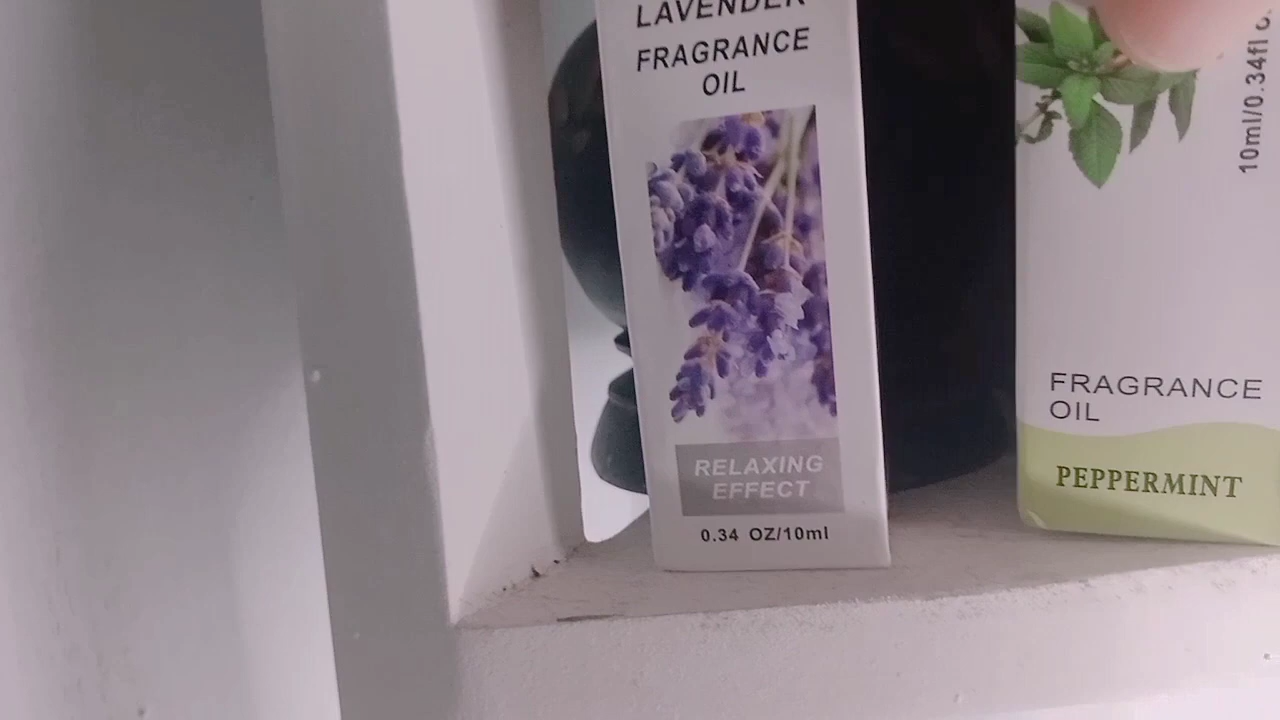 LAVENDER
FRAGRANCE
OIL
RELAXING
EFFECT
0.34 OZ/10ml
10ml/0.34fl
FRAGRANCE
OIL
PEPPERMINT